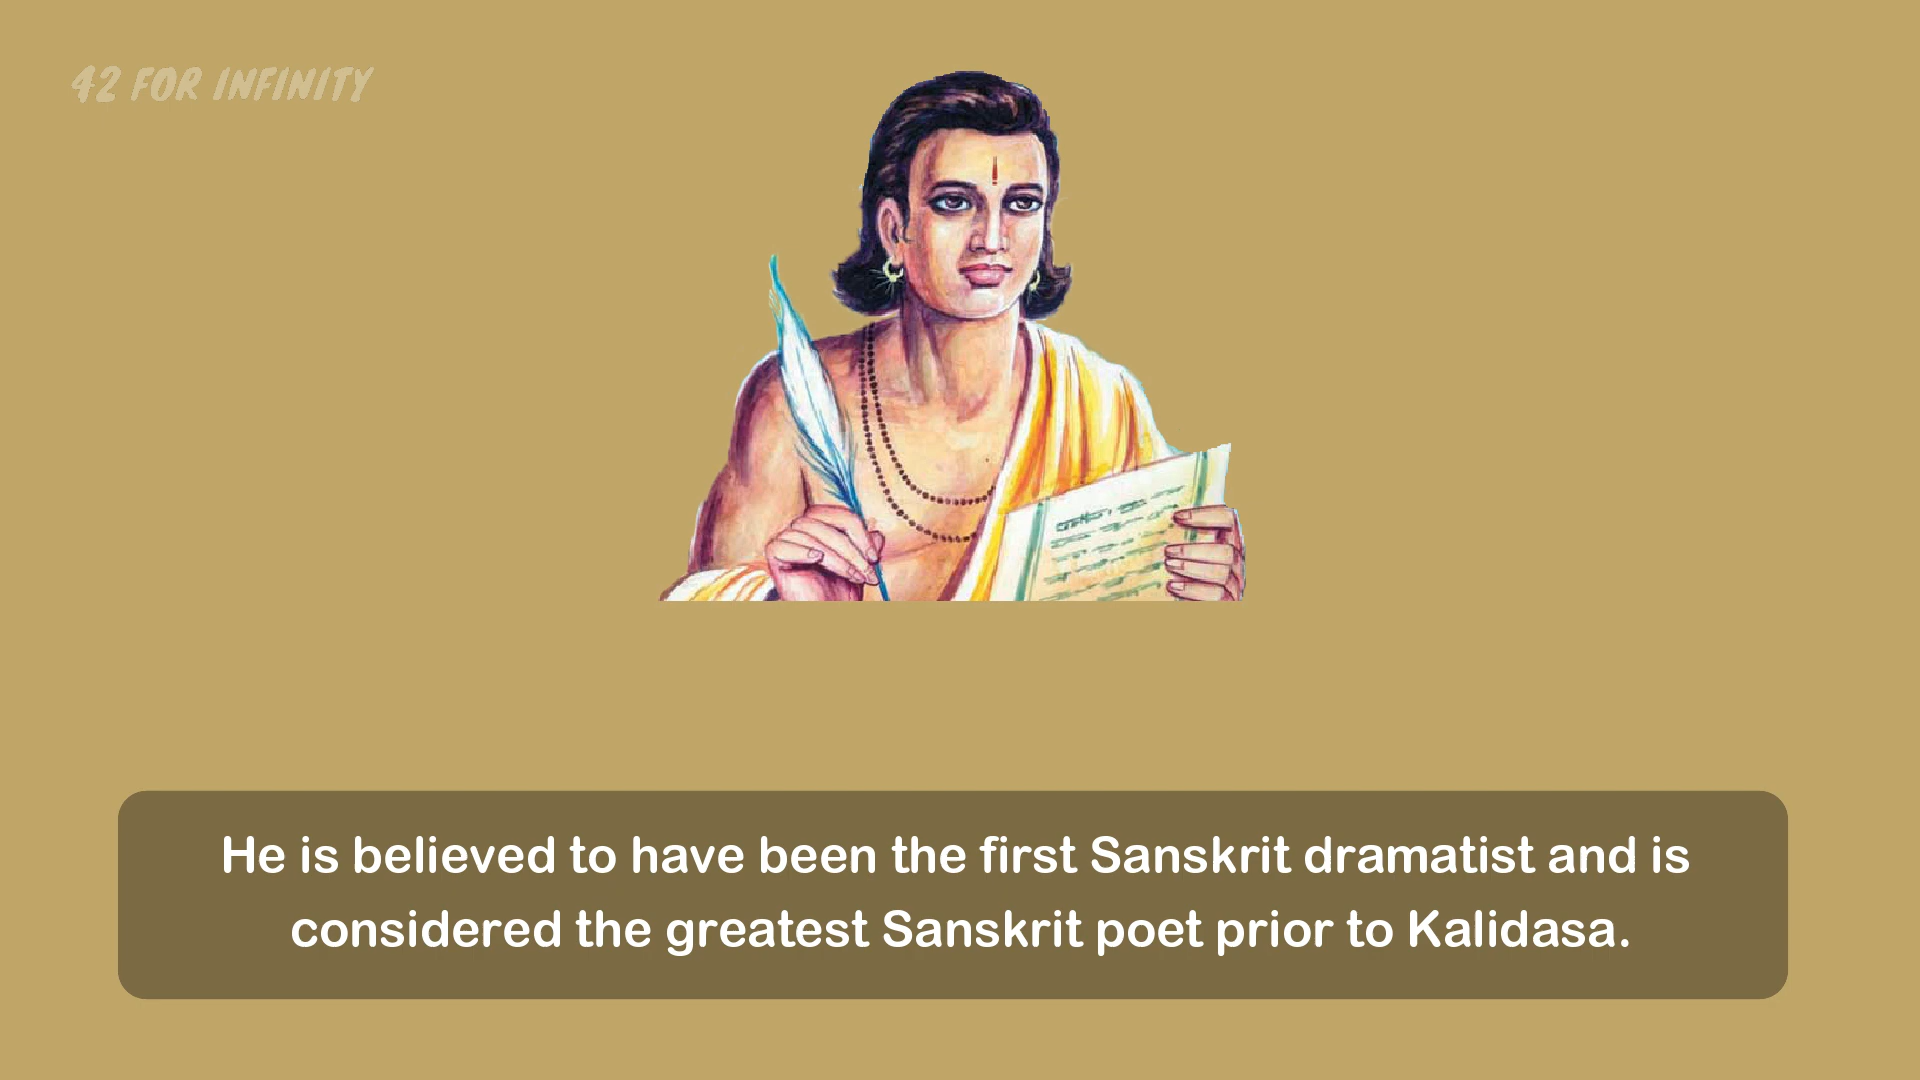 42 FOR INFINITY
He is believed to have been the first Sanskrit dramatist and is
considered the greatest Sanskrit poet prior to Kalidasa.